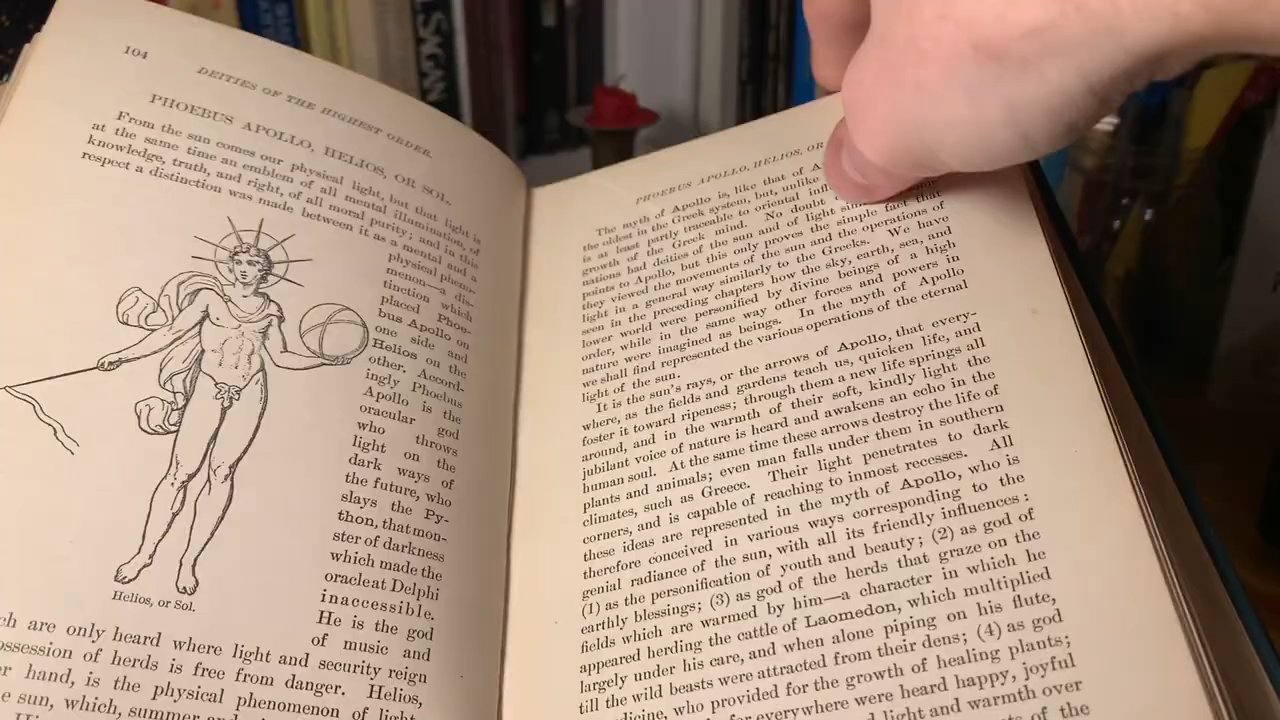 SAGAN
104
DEITIES OF THE HIGHEST ORDER.
PHOEBUS APOLLO, HELIOS, OR SOL.
From the sun comes our physical light, but that light is
at the same time an emblem of all mental illumination, of
knowledge, truth, and right, of all moral purity; and in this
respect a distinction was made between it as a mental and a
physical pheno-
menon—a dis-
tinction which
placed Phoe-
bus Apollo on
one side and
Helios on the
other. Accord-
ingly Phoebus
Apollo is the
oracular god
who throws
light on the
dark ways of
the future, who
slays the Py-
thon, that mon-
ster of darkness
which made the
oracle at Delphi
inaccessible.
He is the god
of music and
Helios, or Sol.
ch are only heard where light and security reign
ossession of herds is free from danger. Helios,
er hand, is the physical phenomenon of light,
e sun, which, summer and
PHOEBUS APOLLO, HELIOS, OR
The myth of Apollo is, like that of
the oldest in the Greek system, but, unlike
is at least partly traceable to oriental
growth of the Greek mind. No doubt
nations had deities of the sun and of light
points to Apollo, but this only proves the simple fact that
they viewed the movements of the sun and the operations of
light in a general way similarly to the Greeks. We have
seen in the preceding chapters how the sky, earth, sea, and
lower world were personified by divine beings of a high
order, while in the same way other forces and powers in
nature were imagined as beings. In the myth of Apollo
we shall find represented the various operations of the eternal
light of the sun.
It is the sun's rays, or the arrows of Apollo, that every-
where, as the fields and gardens teach us, quicken life, and
foster it toward ripeness; through them a new life springs all
around, and in the warmth of their soft, kindly light the
jubilant voice of nature is heard and awakens an echo in the
human soul. At the same time these arrows destroy the life of
plants and animals; even man falls under them in southern
climates, such as Greece. Their light penetrates to dark
corners, and is capable of reaching to inmost recesses. All
these ideas are represented in the myth of Apollo, who is
therefore conceived in various ways corresponding to the
genial radiance of the sun, with all its friendly influences:
(1) as the personification of youth and beauty; (2) as god of
earthly blessings; (3) as god of the herds that graze on the
fields which are warmed by him—a character in which he
appeared herding the cattle of Laomedon, which multiplied
largely under his care, and when alone piping on his flute,
till the wild beasts were attracted from their dens; (4) as god
dicine, who provided for the growth of healing plants;
for everywhere were heard happy, joyful
light and warmth over
of the